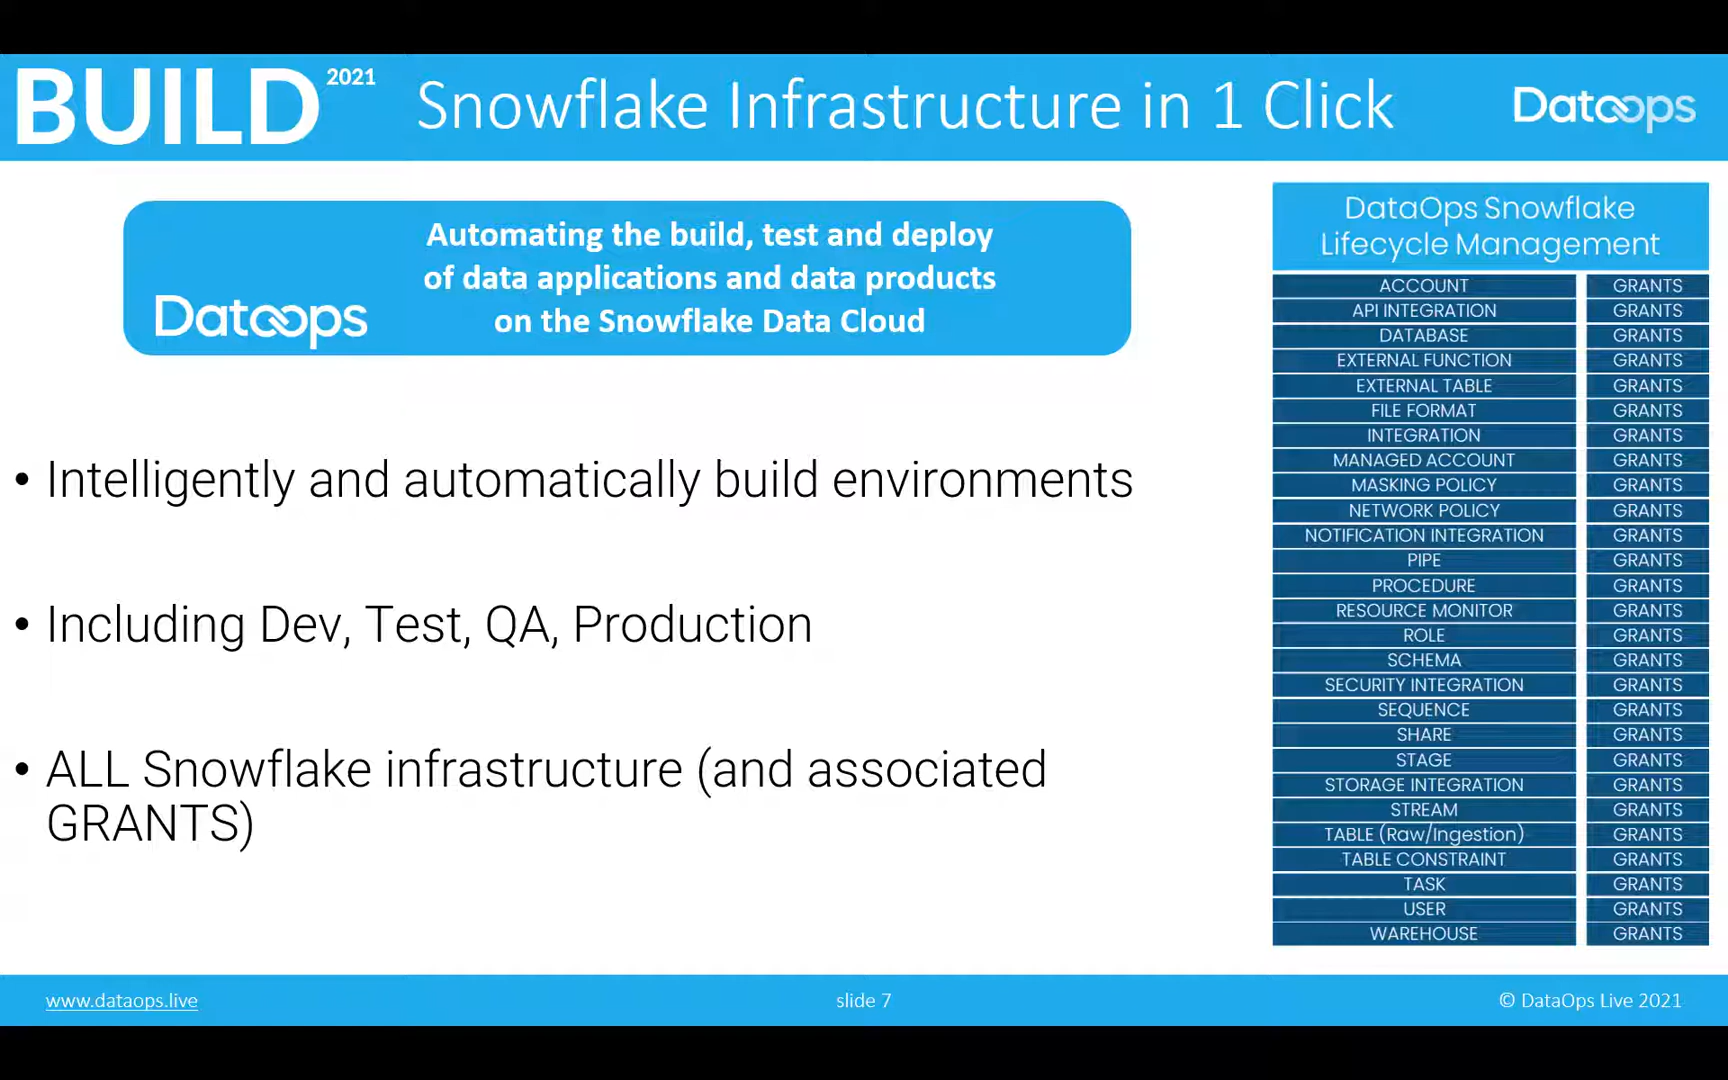 BUILD 2021
Snowflake Infrastructure in 1 Click
Dataops
Dataops
Automating the build, test and deploy
of data applications and data products
on the Snowflake Data Cloud
• Intelligently and automatically build environments
• Including Dev, Test, QA, Production
• ALL Snowflake infrastructure (and associated
GRANTS)
DataOps Snowflake
Lifecycle Management
ACCOUNT GRANTS
API INTEGRATION GRANTS
DATABASE GRANTS
EXTERNAL FUNCTION GRANTS
EXTERNAL TABLE GRANTS
FILE FORMAT GRANTS
INTEGRATION GRANTS
MANAGED ACCOUNT GRANTS
MASKING POLICY GRANTS
NETWORK POLICY GRANTS
NOTIFICATION INTEGRATION GRANTS
PIPE GRANTS
PROCEDURE GRANTS
RESOURCE MONITOR GRANTS
ROLE GRANTS
SCHEMA GRANTS
SECURITY INTEGRATION GRANTS
SEQUENCE GRANTS
SHARE GRANTS
STAGE GRANTS
STORAGE INTEGRATION GRANTS
STREAM GRANTS
TABLE (Raw/Ingestion) GRANTS
TABLE CONSTRAINT GRANTS
TASK GRANTS
USER GRANTS
WAREHOUSE GRANTS
www.dataops.live
slide 7
© DataOps Live 2021